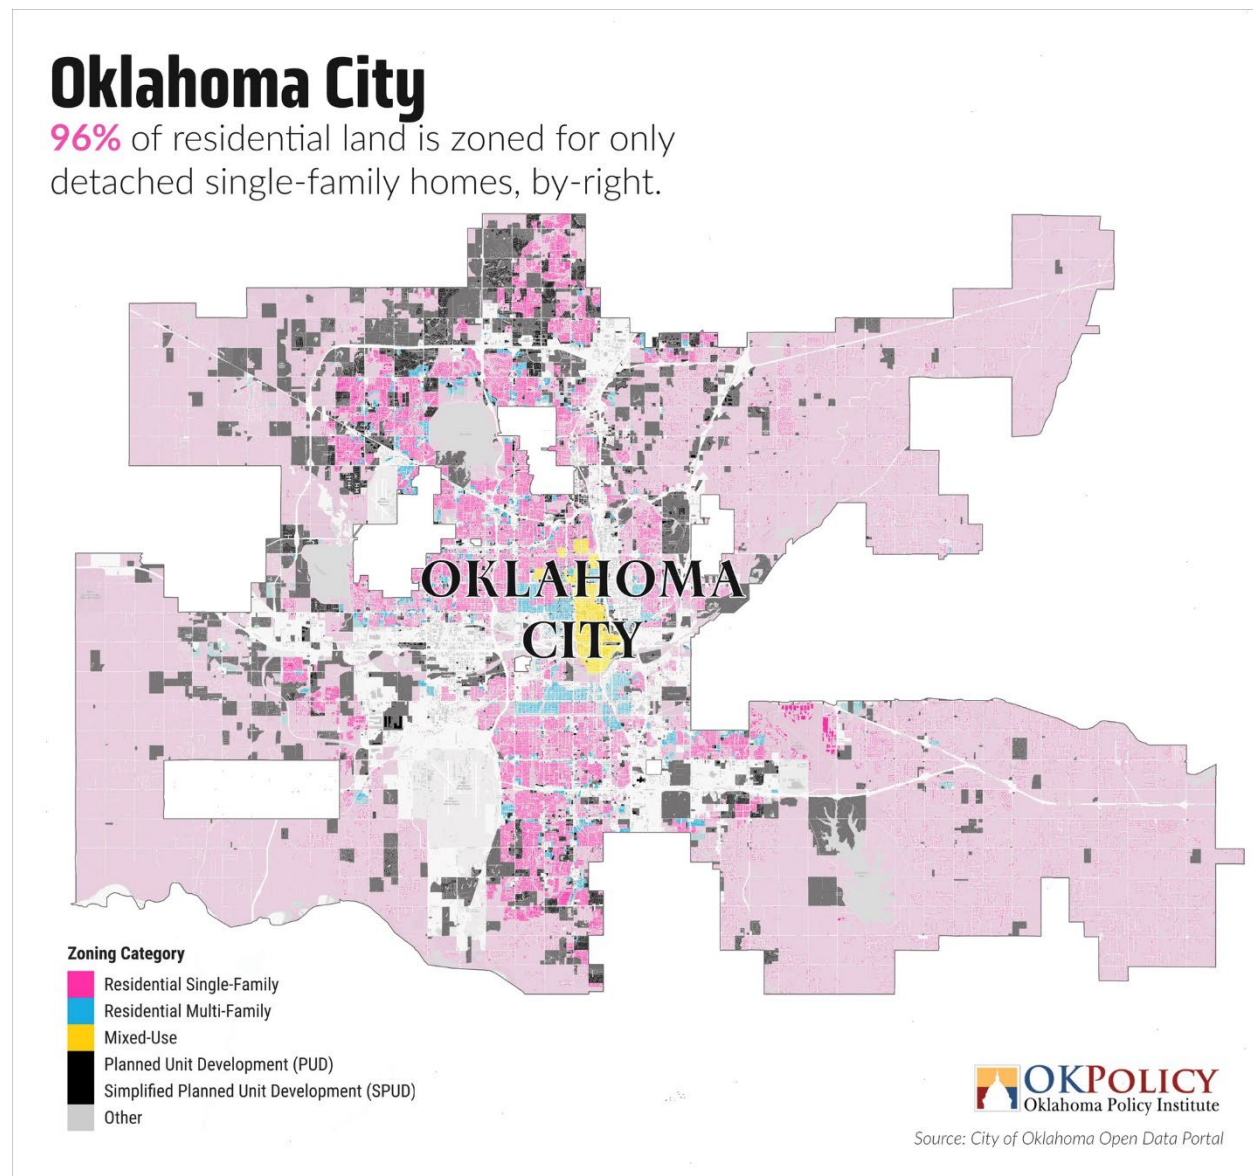 Oklahoma City
96% of residential land is zoned for only
detached single-family homes, by-right.
OKLAHOMA
CITY
Zoning Category
Residential Single-Family
Residential Multi-Family
Mixed-Use
Planned Unit Development (PUD)
Simplified Planned Unit Development (SPUD)
Other
OKPOLICY
Oklahoma Policy Institute
Source: City of Oklahoma Open Data Portal